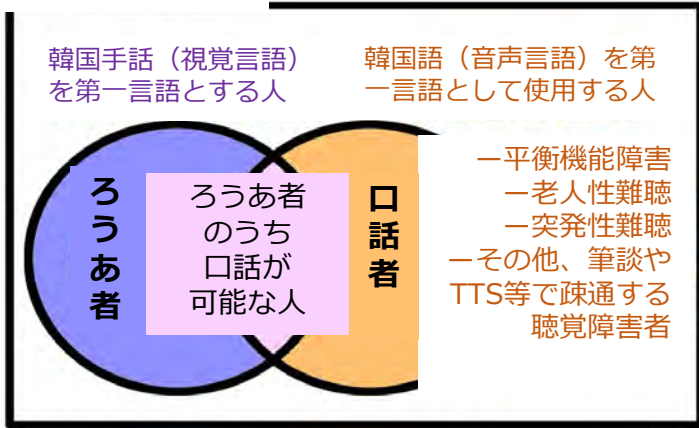 韓国手話（視覚言語）
を第一言語とする人
韓国語（音声言語）を第
一言語として使用する人
ろうあ者
ろうあ者
のうち
口話が
可能な人
口話者
ー平衡機能障害
ー老人性難聴
ー突発性難聴
ーその他、筆談や
TTS等で疎通する
聴覚障害者